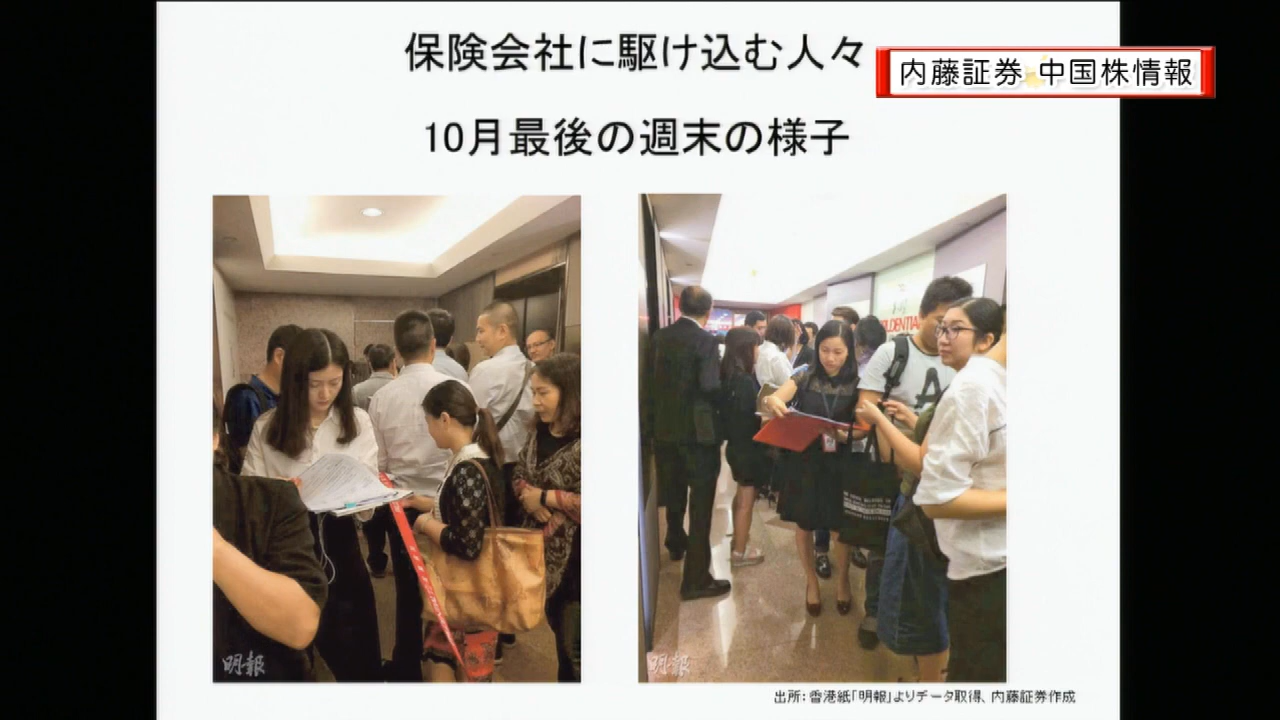 保険会社に駆け込む人々
内藤証券 中国株情報
10月最後の週末の様子
明報
明報
出所：香港紙「明報」よりデータ取得、内藤証券作成